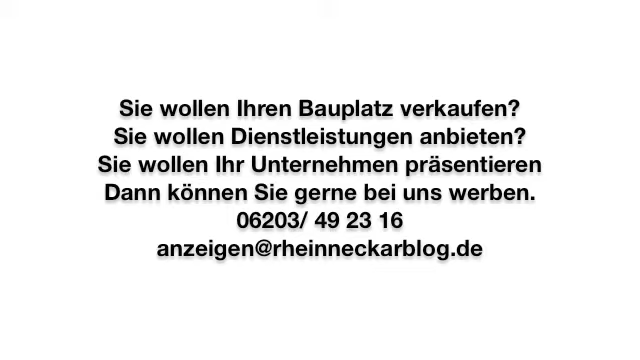 Sie wollen Ihren Bauplatz verkaufen?
Sie wollen Dienstleistungen anbieten?
Sie wollen Ihr Unternehmen präsentieren
Dann können Sie gerne bei uns werben.
06203/ 49 23 16
anzeigen@rheinneckarblog.de